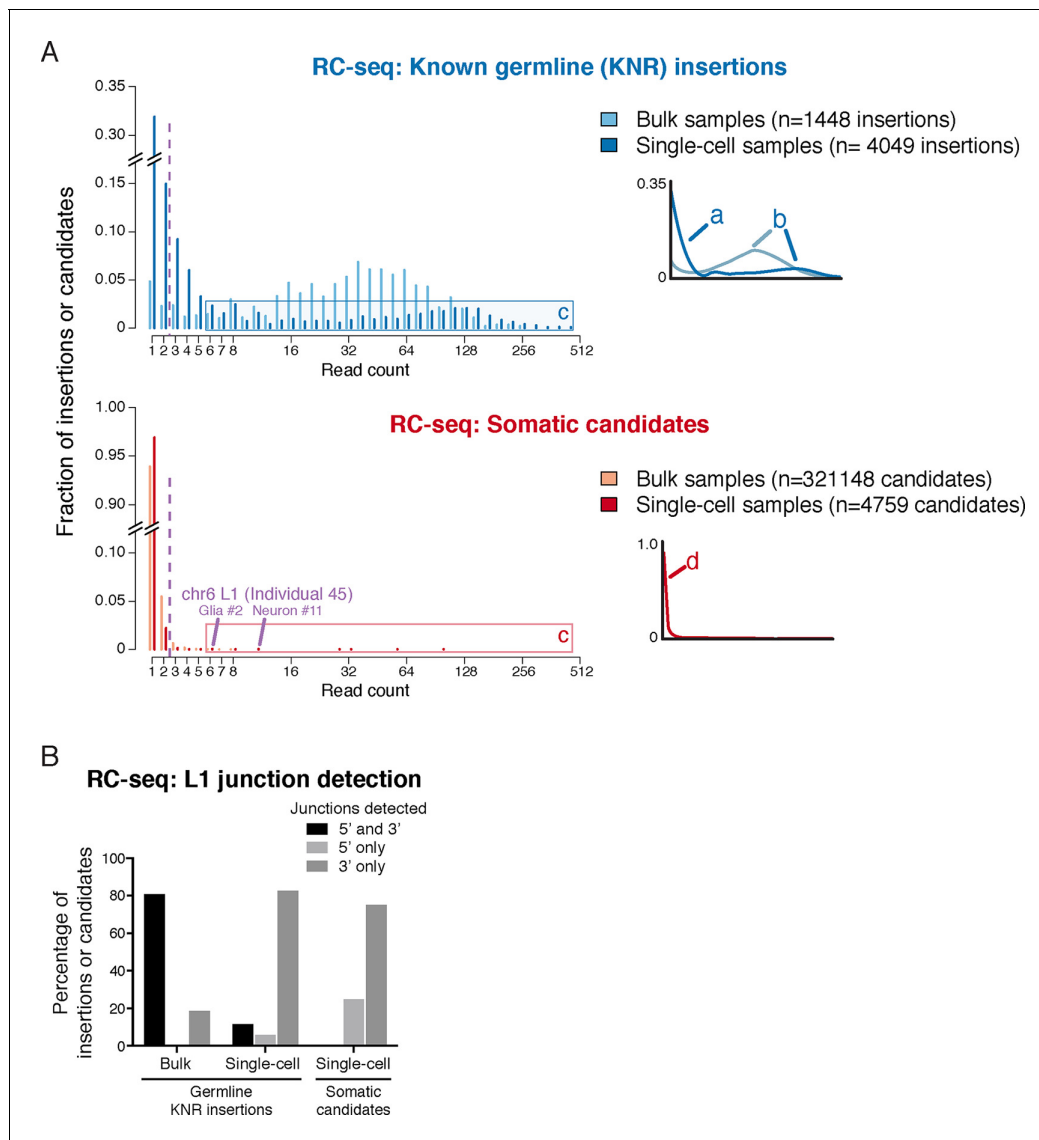 A
RC-seq: Known germline (KNR) insertions
Fraction of insertions or candidates
0.35
0.30
0.15
0.10
0.05
0
c
1 2 3 4 5 6 7 8 16 32 64 128 256 512
Read count
Bulk samples (n=1448 insertions)
Single-cell samples (n= 4049 insertions)
0.35
a
b
0
RC-seq: Somatic candidates
1.00
0.95
0.90
0.10
0.05
0
chr6 L1 (Individual 45)
Glia #2 Neuron #11
c
1 2 3 4 5 6 7 8 16 32 64 128 256 512
Read count
Bulk samples (n=321148 candidates)
Single-cell samples (n=4759 candidates)
1.0
d
0
B
RC-seq: L1 junction detection
Junctions detected
5' and 3'
5' only
3' only
Percentage of
insertions or candidates
100
80
60
40
20
0
Bulk Single-cell Single-cell
Germline
KNR insertions
Somatic
candidates